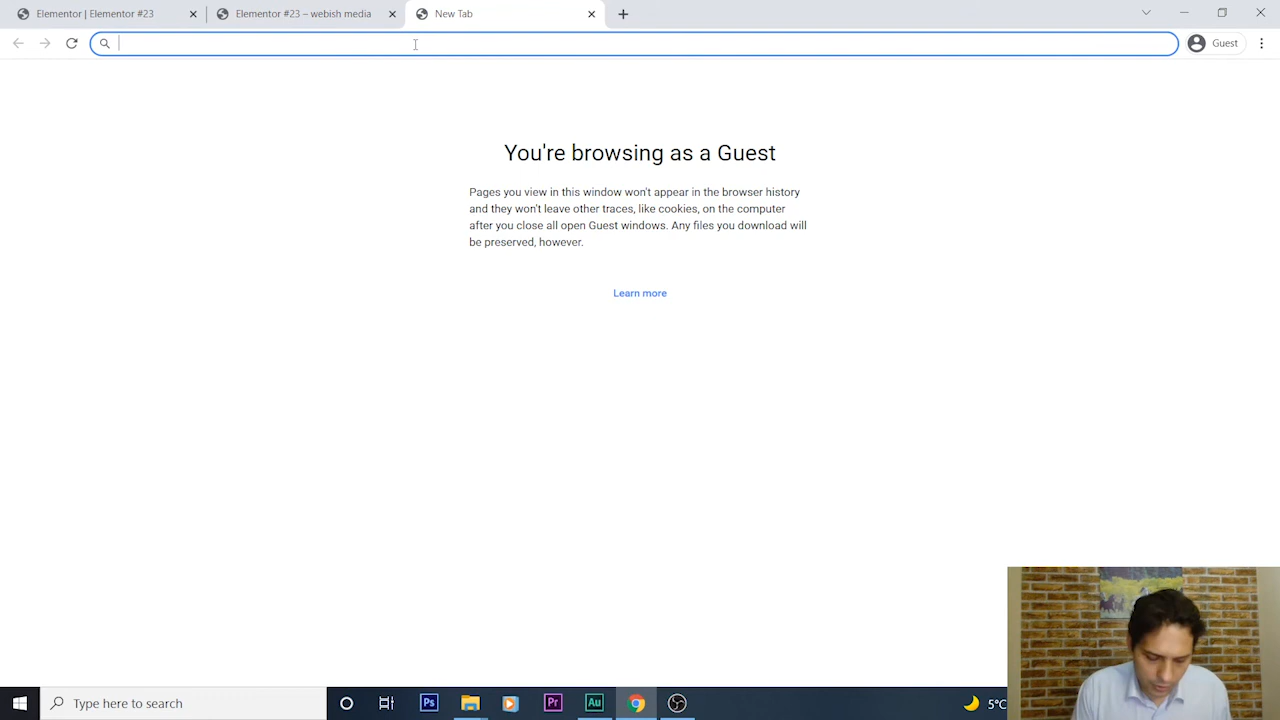 Elementor | Elementor #23
Elementor #23 – webish media
New Tab
Guest
You're browsing as a Guest
Pages you view in this window won't appear in the browser history
and they won't leave other traces, like cookies, on the computer
after you close all open Guest windows. Any files you download will
be preserved, however.
Learn more
Type here to search
Ps
Pr
Au
5°C